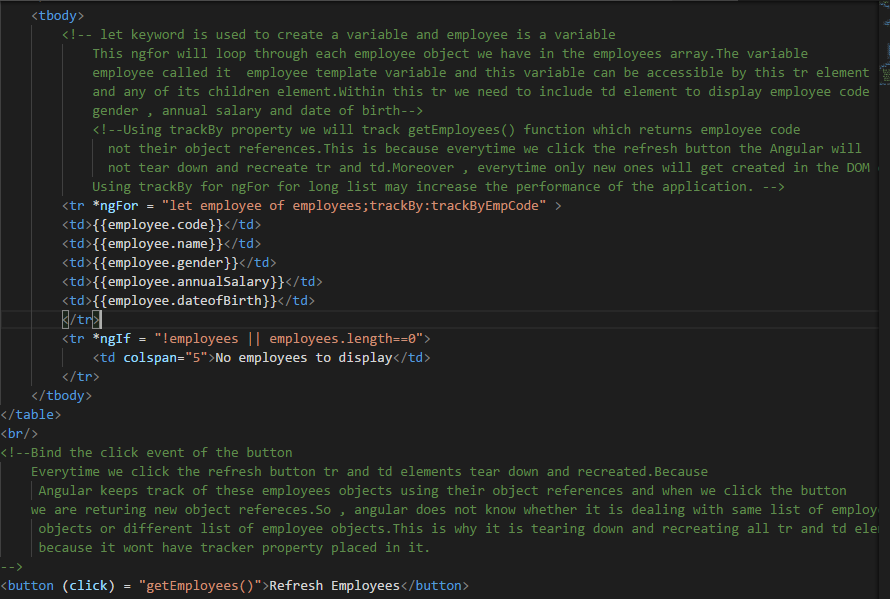 <tbody>
<!-- let keyword is used to create a variable and employee is a variable
This ngfor will loop through each employee object we have in the employees array.The variable
employee called it  employee template variable and this variable can be accessible by this tr element
and any of its children element.Within this tr we need to include td element to display employee code
gender , annual salary and date of birth-->
<!--Using trackBy property we will track getEmployees() function which returns employee code
not their object references.This is because everytime we click the refresh button the Angular will
not tear down and recreate tr and td.Moreover , everytime only new ones will get created in the DOM
Using trackBy for ngFor for long list may increase the performance of the application. -->
<tr *ngFor = "let employee of employees;trackBy:trackByEmpCode" >
<td>{{employee.code}}</td>
<td>{{employee.name}}</td>
<td>{{employee.gender}}</td>
<td>{{employee.annualSalary}}</td>
<td>{{employee.dateofBirth}}</td>
</tr>
<tr *ngIf = "!employees || employees.length==0">
<td colspan="5">No employees to display</td>
</tr>
</tbody>
</table>
<br/>
<!--Bind the click event of the button
Everytime we click the refresh button tr and td elements tear down and recreated.Because
Angular keeps track of these employees objects using their object references and when we click the button
we are returing new object refereces.So , angular does not know whether it is dealing with same list of employ
objects or different list of employee objects.This is why it is tearing down and recreating all tr and td ele
because it wont have tracker property placed in it.
-->
<button (click) = "getEmployees()">Refresh Employees</button>